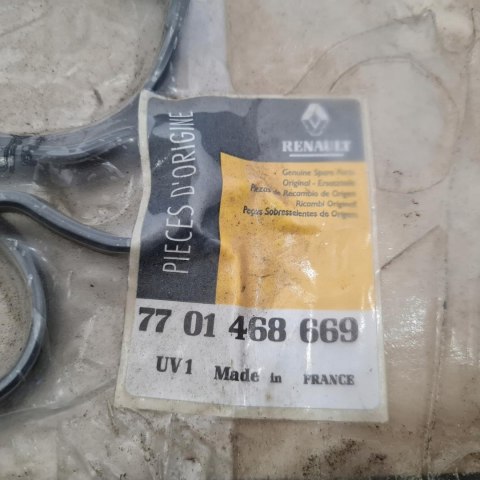 PIECES D'ORIGINE
RENAULT
Genuine Spare Parts
Original - Ersatzteile
Piezas de Recambio de Origen
Ricambi Originali
Peças Sobresselentes de Origem
77 01 468 669
UV1 Made in FRANCE